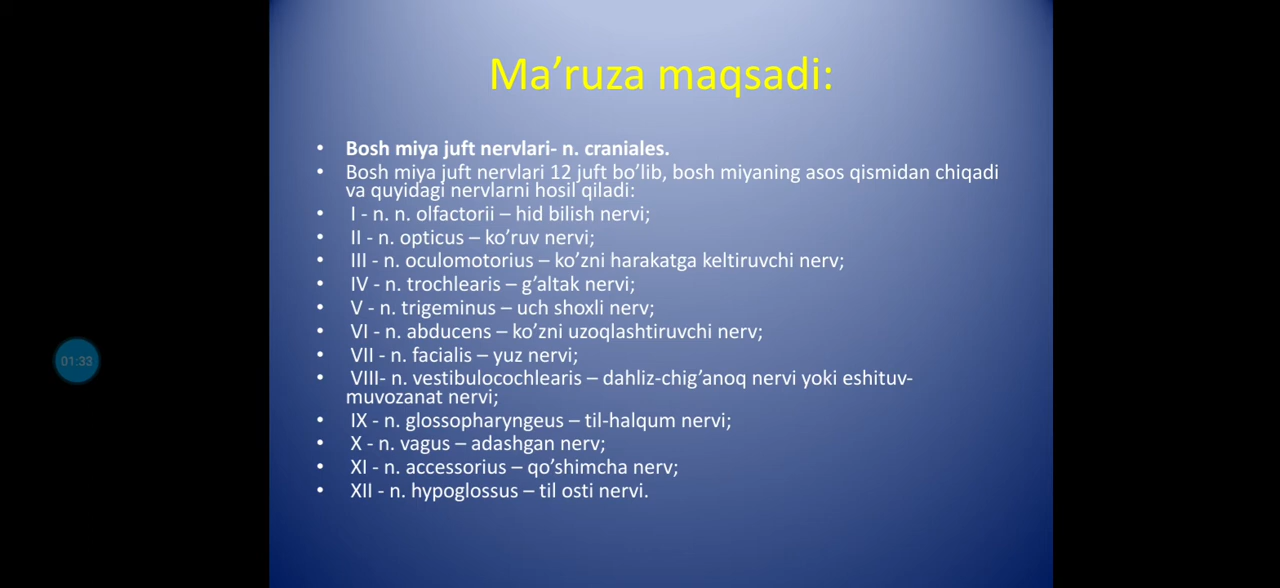 Ma’ruza maqsadi:
• Bosh miya juft nervlari- n. craniales.
• Bosh miya juft nervlari 12 juft bo’lib, bosh miyaning asos qismidan chiqadi
va quyidagi nervlarni hosil qiladi:
• I - n. n. olfactorii – hid bilish nervi;
• II - n. opticus – ko’ruv nervi;
• III - n. oculomotorius – ko’zni harakatga keltiruvchi nerv;
• IV - n. trochlearis – g’altak nervi;
• V - n. trigeminus – uch shoxli nerv;
• VI - n. abducens – ko’zni uzoqlashtiruvchi nerv;
• VII - n. facialis – yuz nervi;
• VIII- n. vestibulocochlearis – dahliz-chig’anoq nervi yoki eshituv-
muvozanat nervi;
• IX - n. glossopharyngeus – til-halqum nervi;
• X - n. vagus – adashgan nerv;
• XI - n. accessorius – qo’shimcha nerv;
• XII - n. hypoglossus – til osti nervi.
01:33